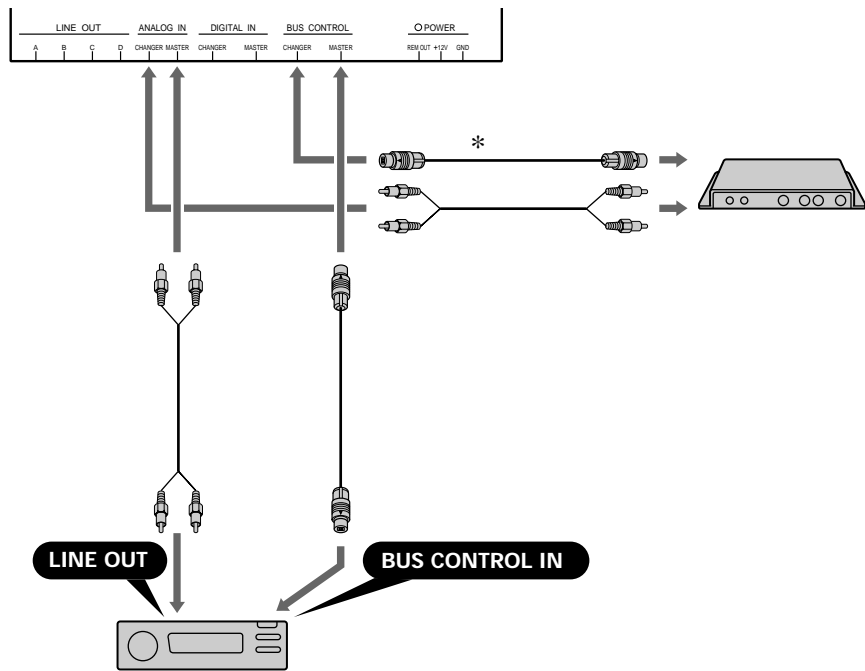 LINE OUT ANALOG IN DIGITAL IN BUS CONTROL POWER
A B C D CHANGER MASTER CHANGER MASTER CHANGER MASTER REM OUT +12V GND
*
LINE OUT BUS CONTROL IN